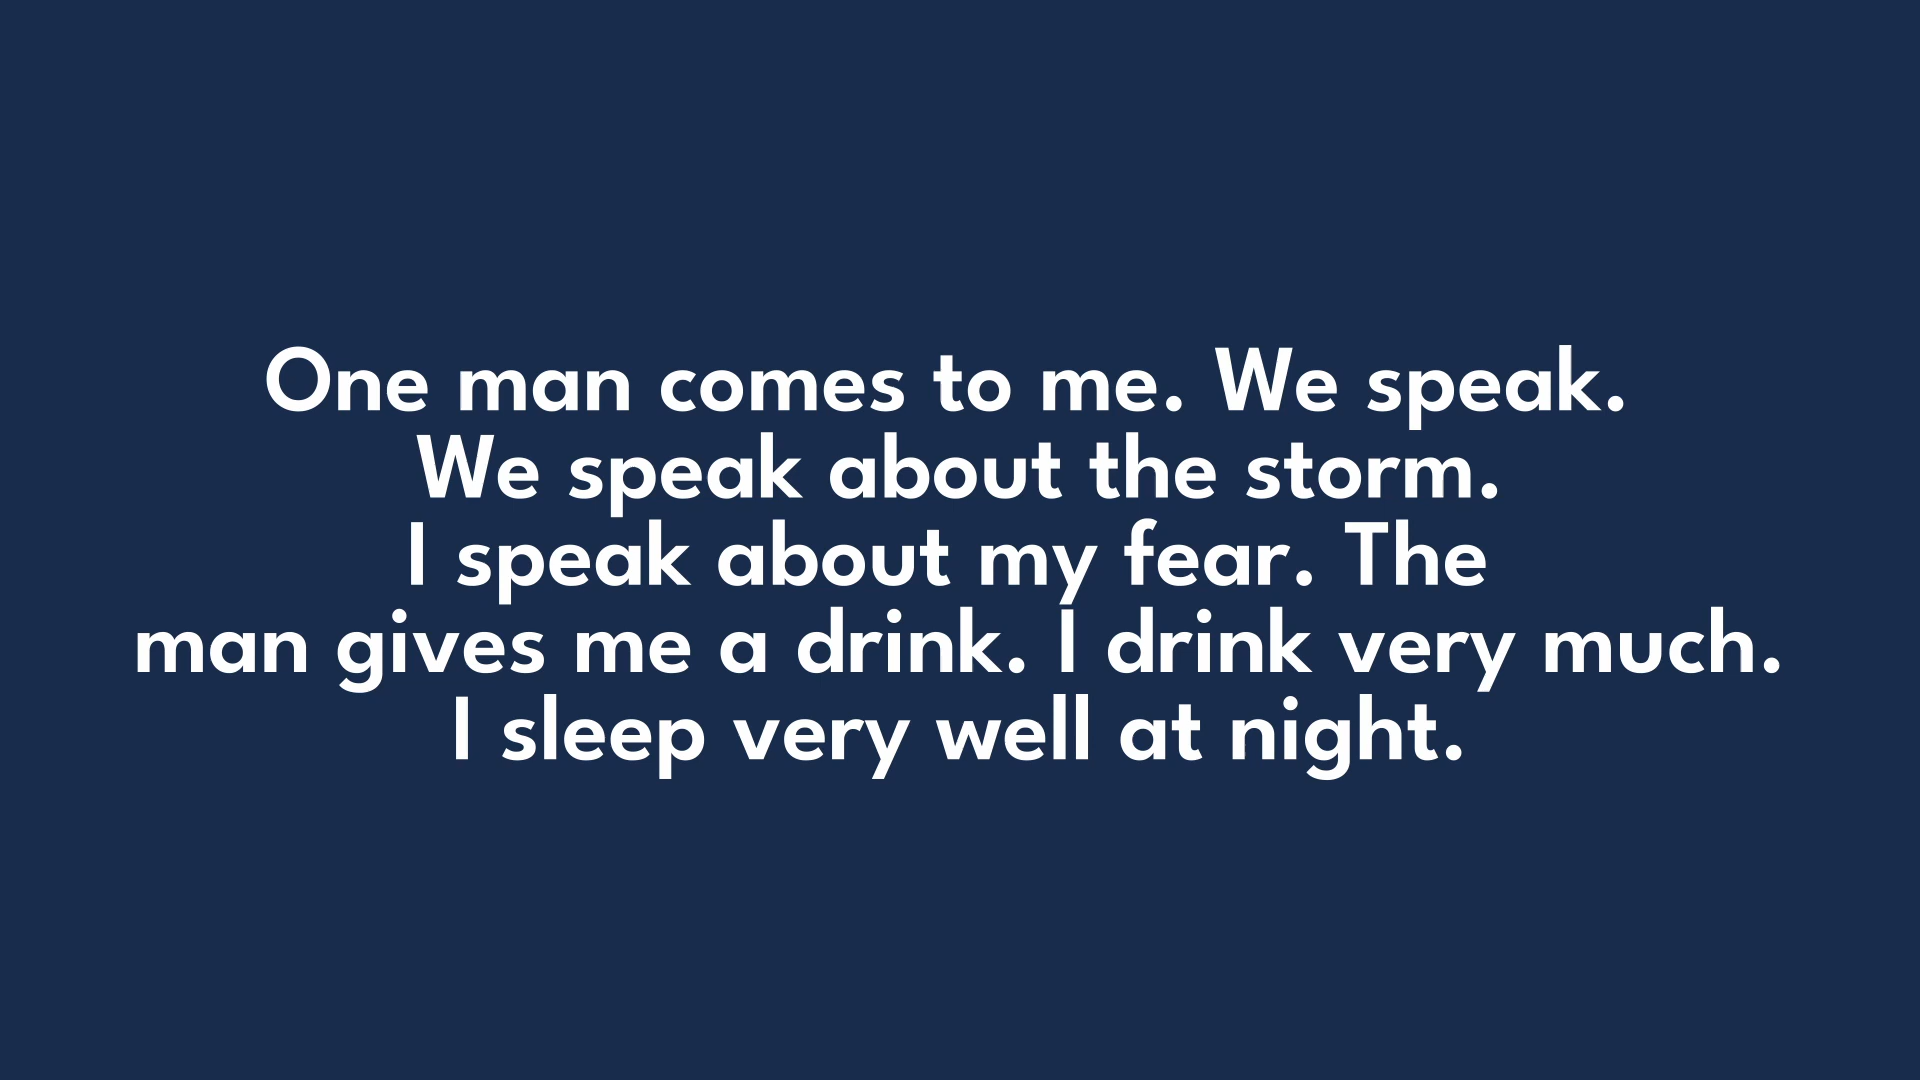 One man comes to me. We speak.
We speak about the storm.
I speak about my fear. The
man gives me a drink. I drink very much.
I sleep very well at night.